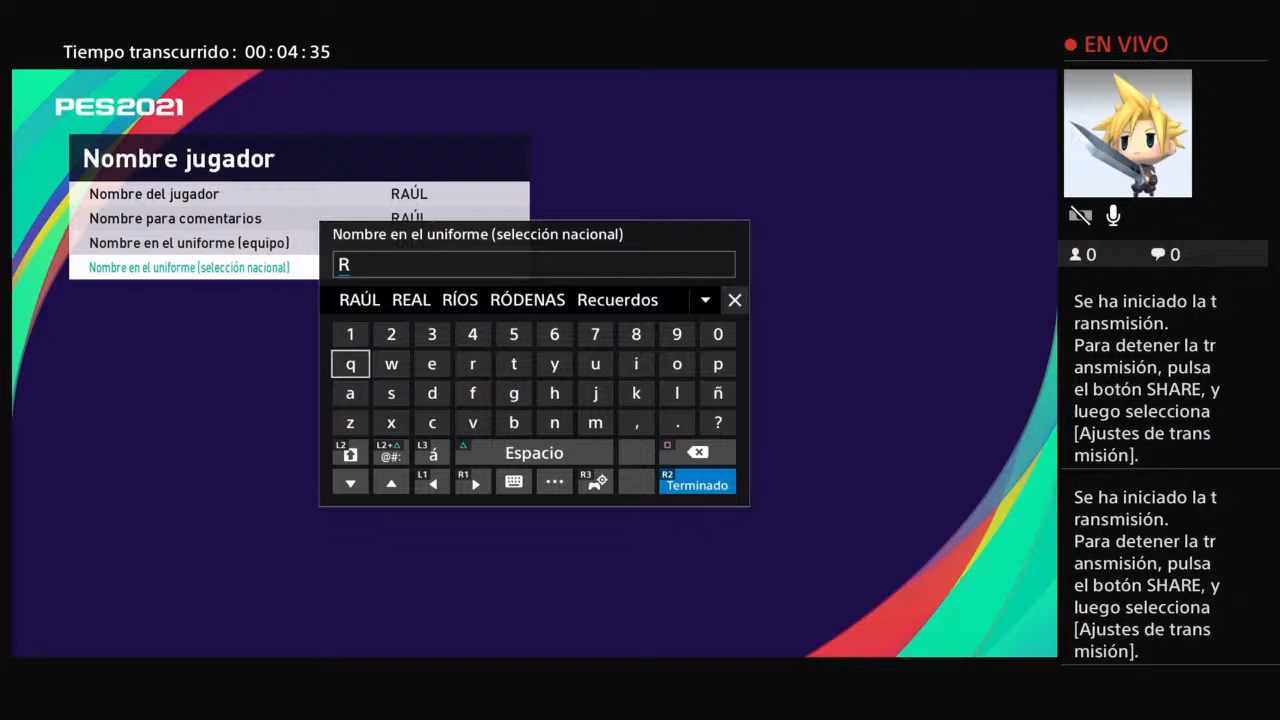 Tiempo transcurrido: 00:04:35
EN VIVO
PES2021
Nombre jugador
Nombre del jugador RAÚL
Nombre para comentarios RAÚL
Nombre en el uniforme (equipo)
Nombre en el uniforme (selección nacional)
Nombre en el uniforme (selección nacional)
R
RAÚL REAL RÍOS RÓDENAS Recuerdos
1 2 3 4 5 6 7 8 9 0
q w e r t y u i o p
a s d f g h j k l ñ
z x c v b n m , . ?
L2 L2+△ @#: L3 á △ Espacio □
L1 R1 ... R3 R2 Terminado
0 0
Se ha iniciado la t
ransmisión.
Para detener la tr
ansmisión, pulsa
el botón SHARE, y
luego selecciona
[Ajustes de trans
misión].
Se ha iniciado la t
ransmisión.
Para detener la tr
ansmisión, pulsa
el botón SHARE, y
luego selecciona
[Ajustes de trans
misión].